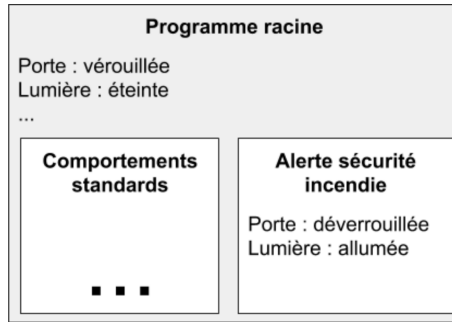 Programme racine
Porte : vérouillée
Lumière : éteinte
...
Comportements
standards
...
Alerte sécurité
incendie
Porte : déverrouillée
Lumière : allumée